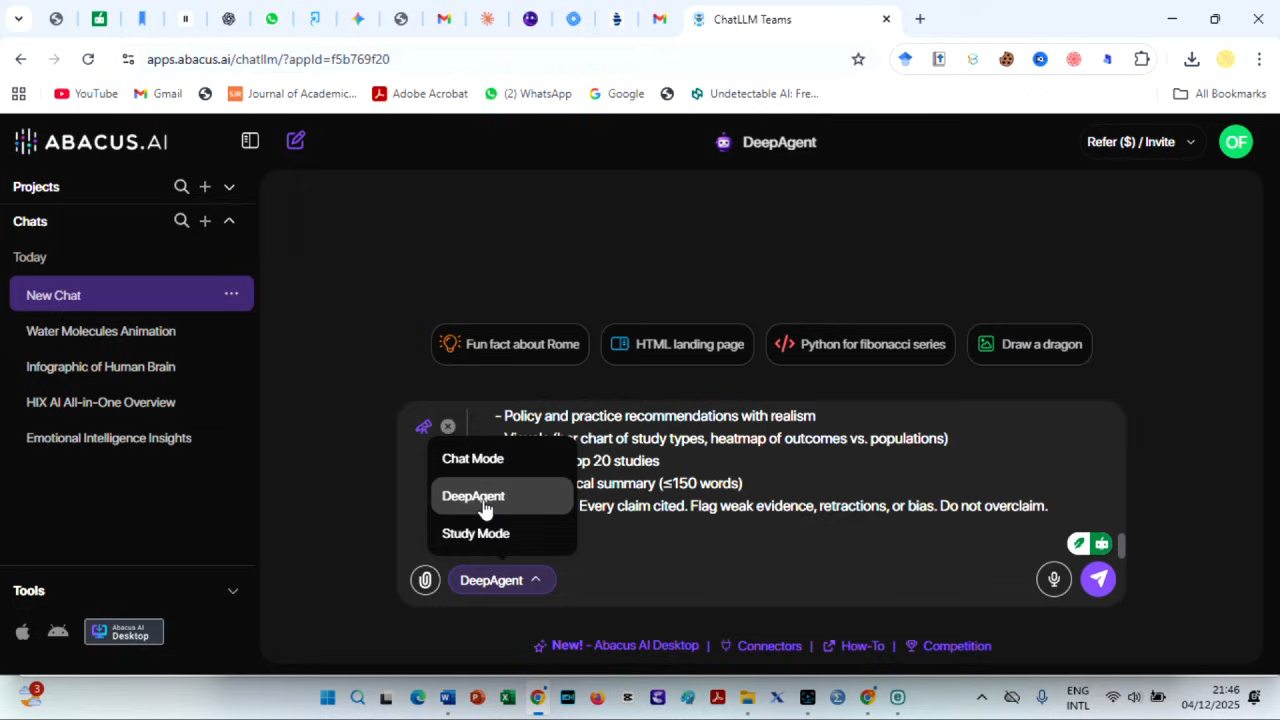 ChatLLM Teams
apps.abacus.ai/chatllm/?appId=f5b769f20
YouTube
Gmail
Journal of Academic...
Adobe Acrobat
(2) WhatsApp
Google
Undetectable AI: Fre...
All Bookmarks
ABACUS.AI
DeepAgent
Refer ($) / Invite
OF
Projects
Chats
Today
New Chat
Water Molecules Animation
Infographic of Human Brain
HIX AI All-in-One Overview
Emotional Intelligence Insights
Fun fact about Rome
HTML landing page
Python for fibonacci series
Draw a dragon
- Policy and practice recommendations with realism
chart of study types, heatmap of outcomes vs. populations)
op 20 studies
cal summary (≤150 words)
Every claim cited. Flag weak evidence, retractions, or bias. Do not overclaim.
Chat Mode
DeepAgent
Study Mode
DeepAgent
Tools
Abacus AI
Desktop
New! - Abacus AI Desktop | Connectors | How-To | Competition
3
ENG
INTL
21:46
04/12/2025